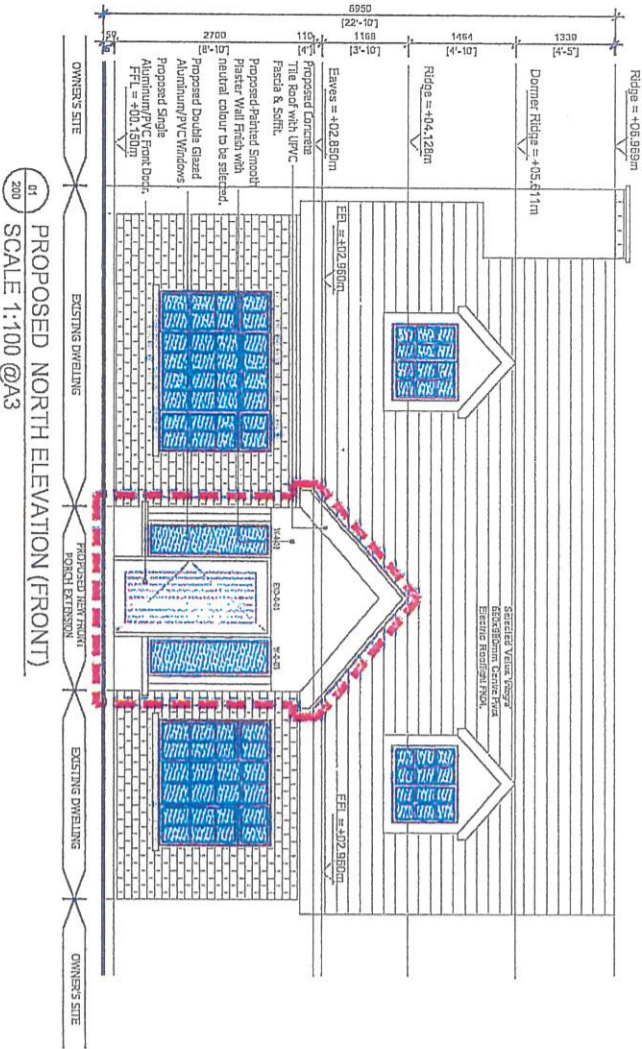 6950
[22'-10"]
50
2700
[8'-10"]
110
[4"]
1168
[3'-10"]
1464
[4'-10"]
1330
[4'-5"]
Ridge = +06.969m
Dormer Ridge = +05.611m
Ridge = +04.128m
Eaves = +02.850m
Proposed Concrete
Tile Roof with UPVC
Fascia & Soffit.
Proposed Painted Smooth
Plaster Wall Finish with
neutral colour to be selected.
Proposed Double Glazed
Aluminum/PVC Windows
Proposed Single
Aluminum/PVC Front Door.
FFL = +00.150m
FFL = +02.960m
FFL = +02.960m
Selected Velux
Centre Pivot
Electric Rooflight
OWNER'S SITE
EXISTING DWELLING
PROPOSED NEW FRONT
PORCH EXTENSION
EXISTING DWELLING
OWNER'S SITE
01
200
PROPOSED NORTH ELEVATION (FRONT)
SCALE 1:100 @A3